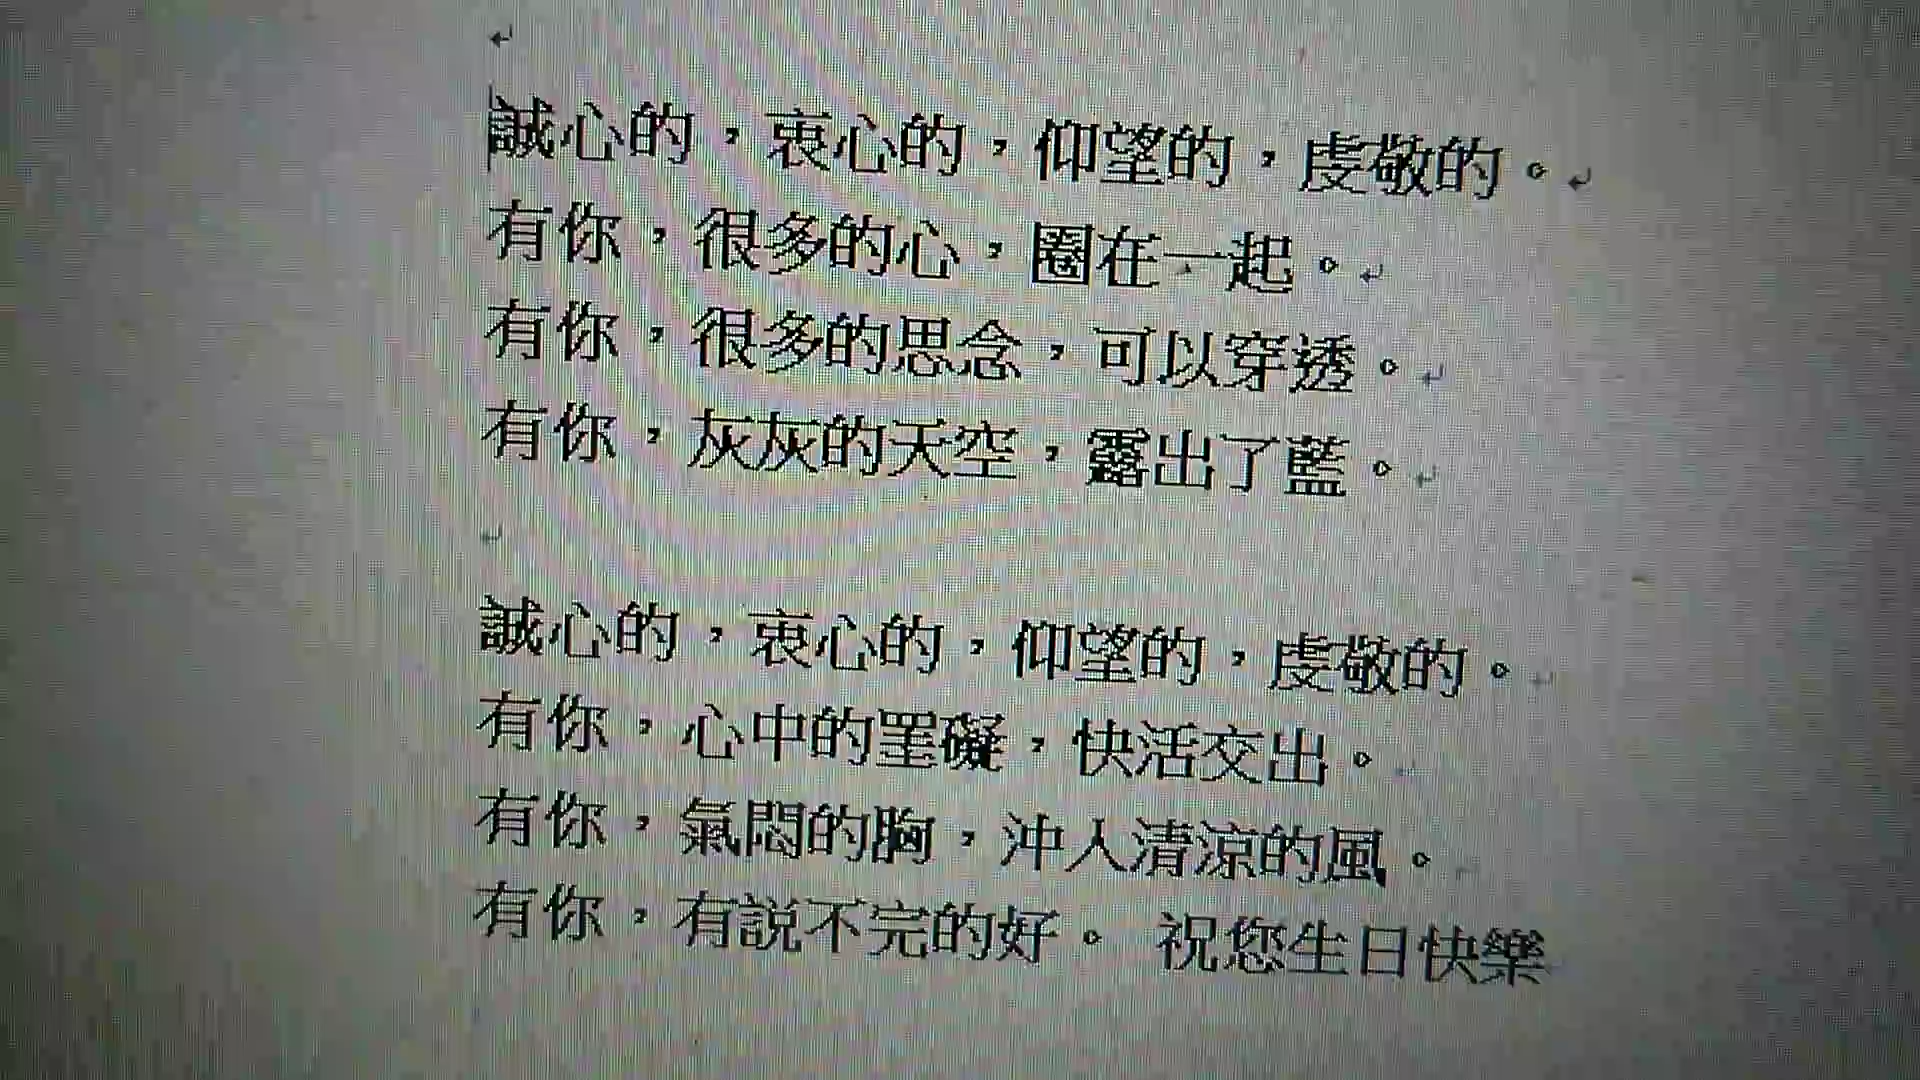 誠心的，衷心的，仰望的，虔敬的。
有你，很多的心，圈在一起。
有你，很多的思念，可以穿透。
有你，灰灰的天空，露出了藍。
誠心的，衷心的，仰望的，虔敬的。
有你，心中的罣礙，快活交出。
有你，氣悶的胸，沖入清涼的風。
有你，有說不完的好。 祝您生日快樂